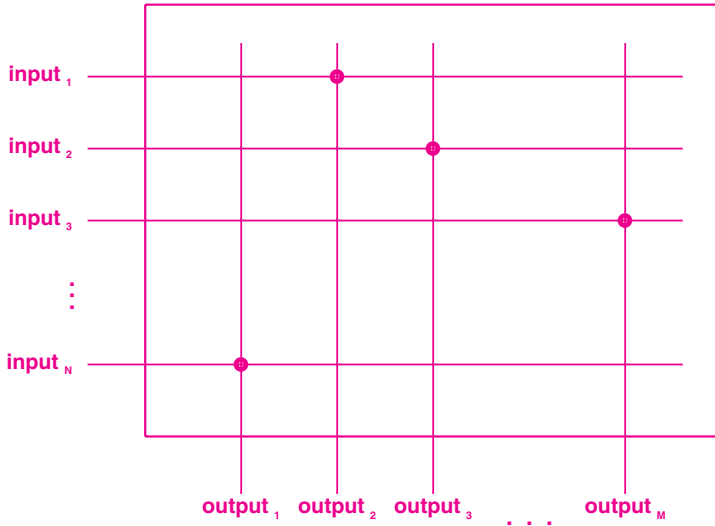 input 1
input 2
input 3
⋮
input N
output 1 output 2 output 3 . . . output M